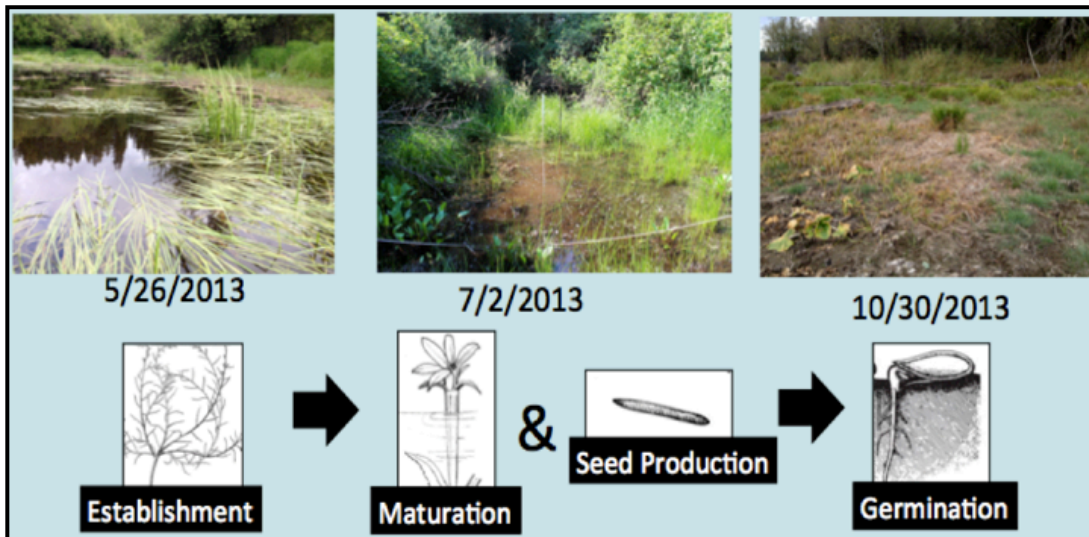 5/26/2013
7/2/2013
10/30/2013
Establishment
Maturation
&
Seed Production
Germination